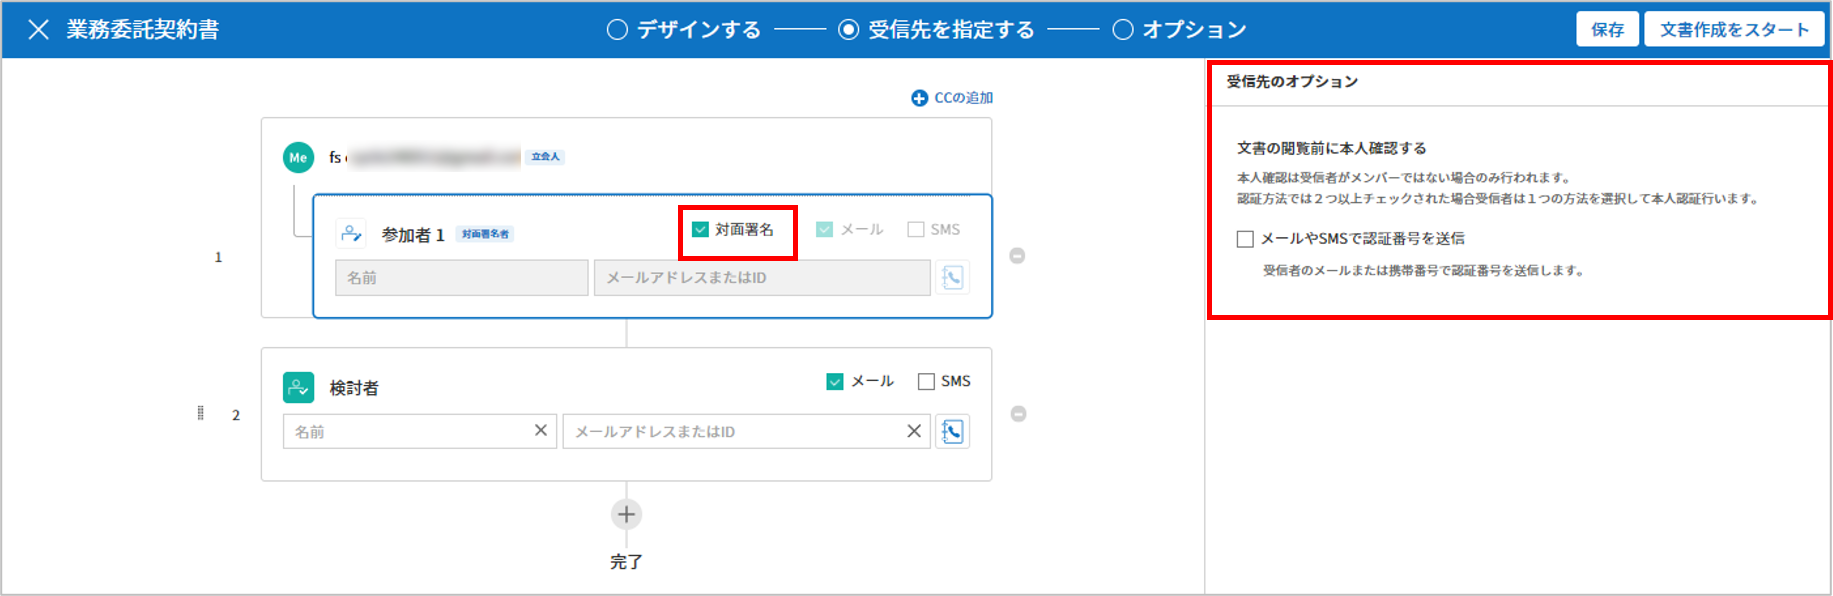 業務委託契約書
デザインする
受信先を指定する
オプション
保存
文書作成をスタート
CCの追加
Me
fs
立会人
1
参加者 1
対面署名者
対面署名
メール
SMS
名前
メールアドレスまたはID
2
検討者
メール
SMS
名前
メールアドレスまたはID
完了
受信先のオプション
文書の閲覧前に本人確認する
本人確認は受信者がメンバーではない場合のみ行われます。
認証方法では２つ以上チェックされた場合受信者は１つの方法を選択して本人認証行います。
メールやSMSで認証番号を送信
受信者のメールまたは携帯番号で認証番号を送信します。